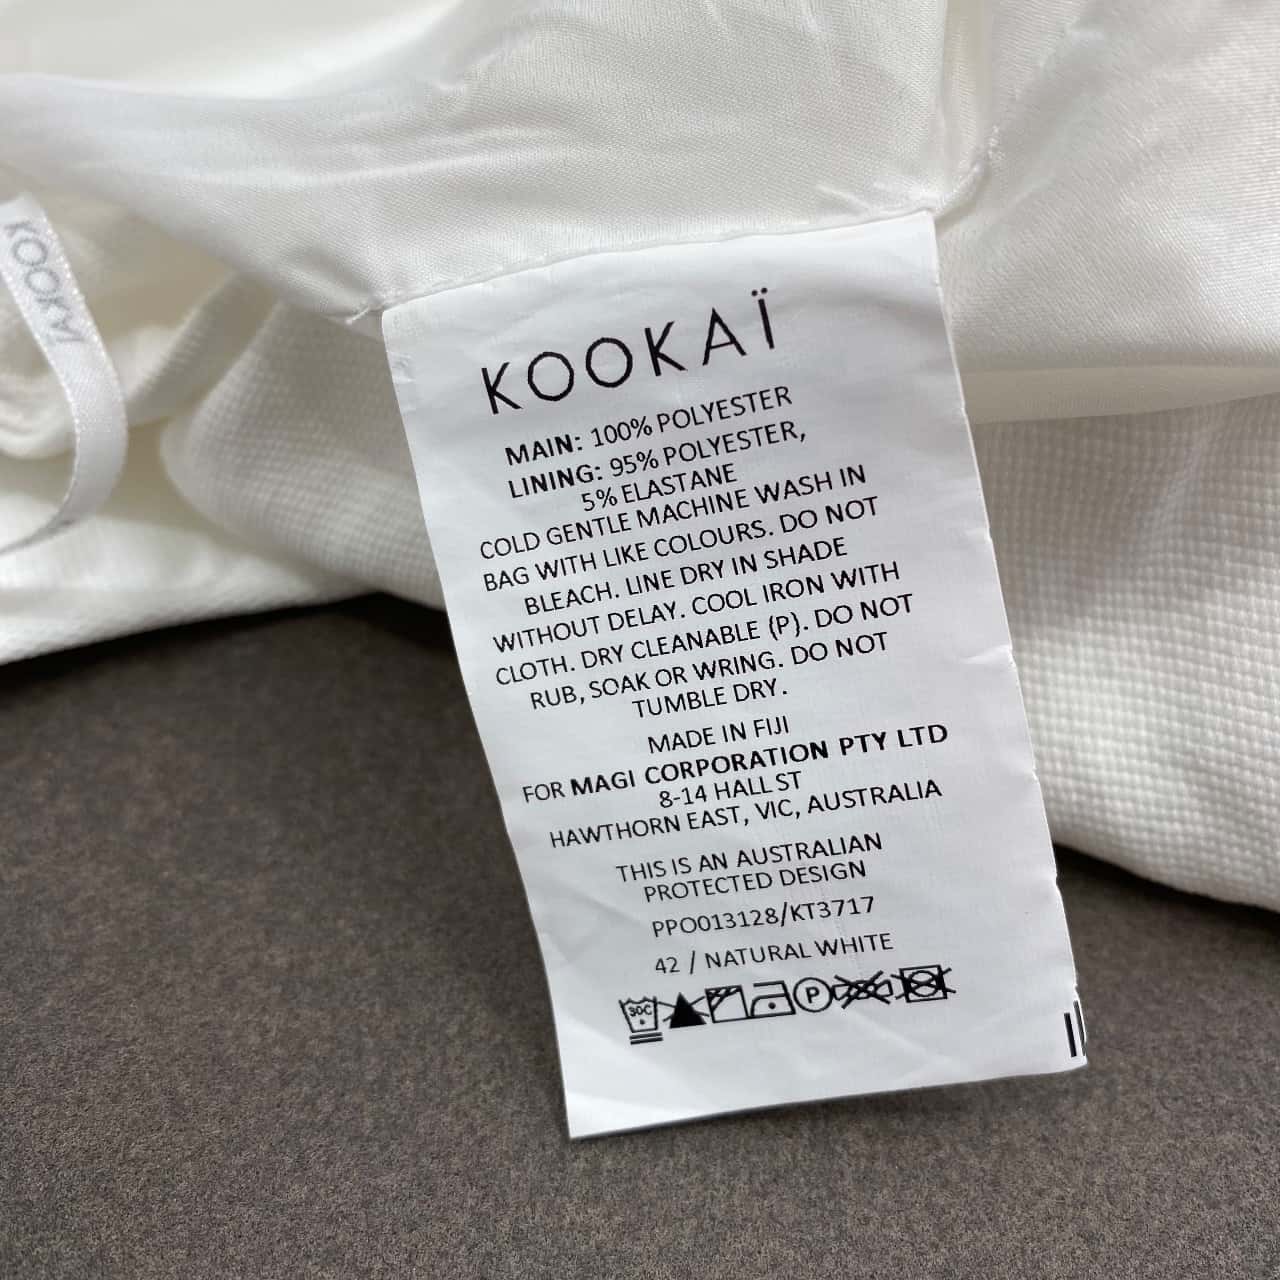 KOOKAÏ
KOOKAÏ
MAIN: 100% POLYESTER
LINING: 95% POLYESTER,
5% ELASTANE
COLD GENTLE MACHINE WASH IN
BAG WITH LIKE COLOURS. DO NOT
BLEACH. LINE DRY IN SHADE
WITHOUT DELAY. COOL IRON WITH
CLOTH. DRY CLEANABLE (P). DO NOT
RUB, SOAK OR WRING. DO NOT
TUMBLE DRY.
MADE IN FIJI
FOR MAGI CORPORATION PTY LTD
8-14 HALL ST
HAWTHORN EAST, VIC, AUSTRALIA
THIS IS AN AUSTRALIAN
PROTECTED DESIGN
PPO013128/KT3717
42 / NATURAL WHITE
30C P